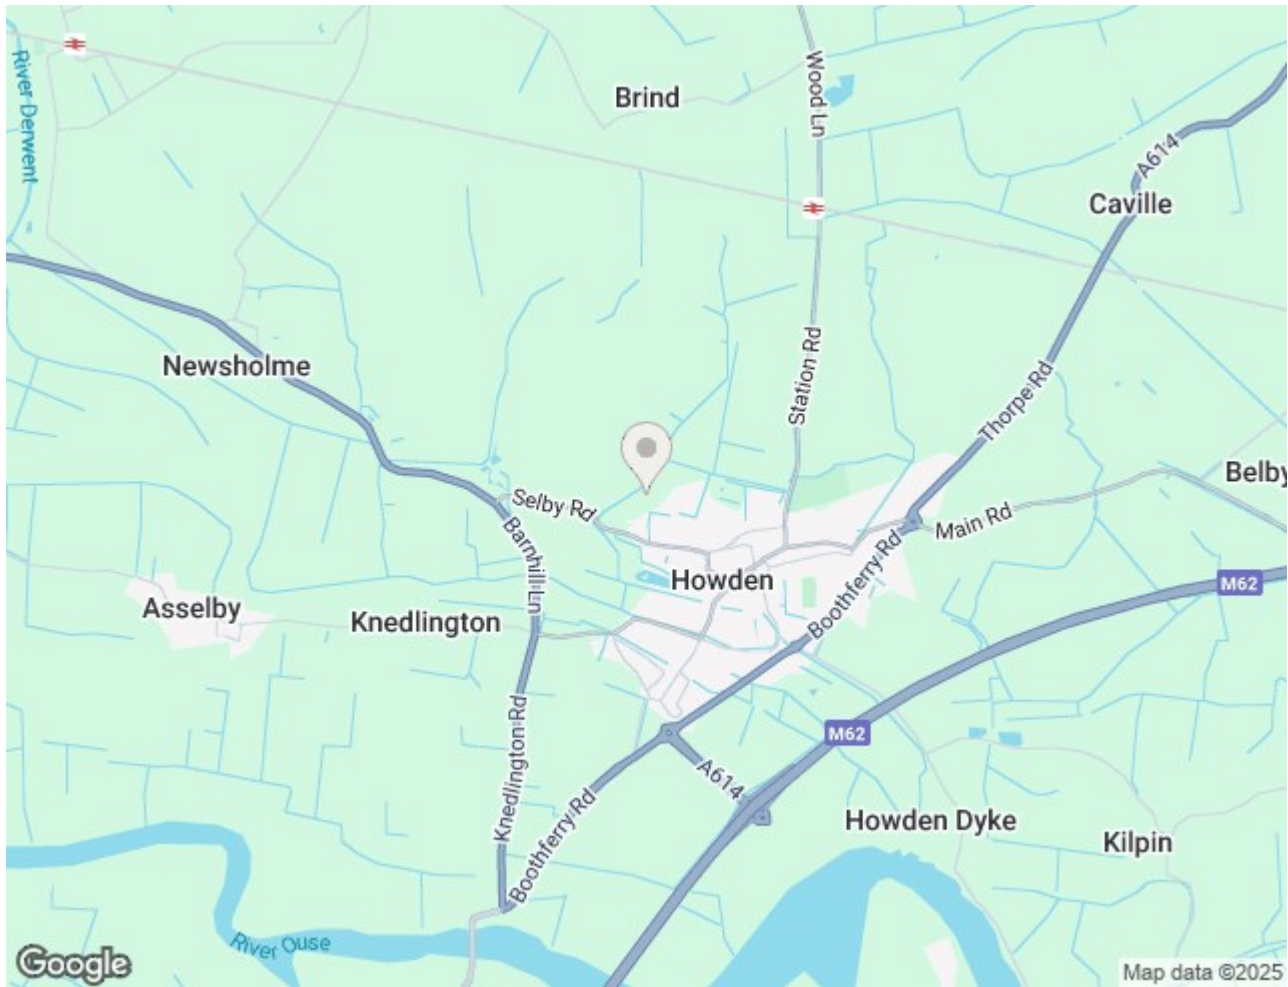 River Derwent
Brind
Wood Ln
A614
Caville
Newsholme
Station Rd
Thorpe Rd
Selby Rd
Belby
Main Rd
Barnhill Ln
Howden
Boothferry Rd
M62
Asselby
Knedlington
Knedlington Rd
M62
A614
Boothferry Rd
Howden Dyke
Kilpin
River Ouse
Google
Map data ©2025